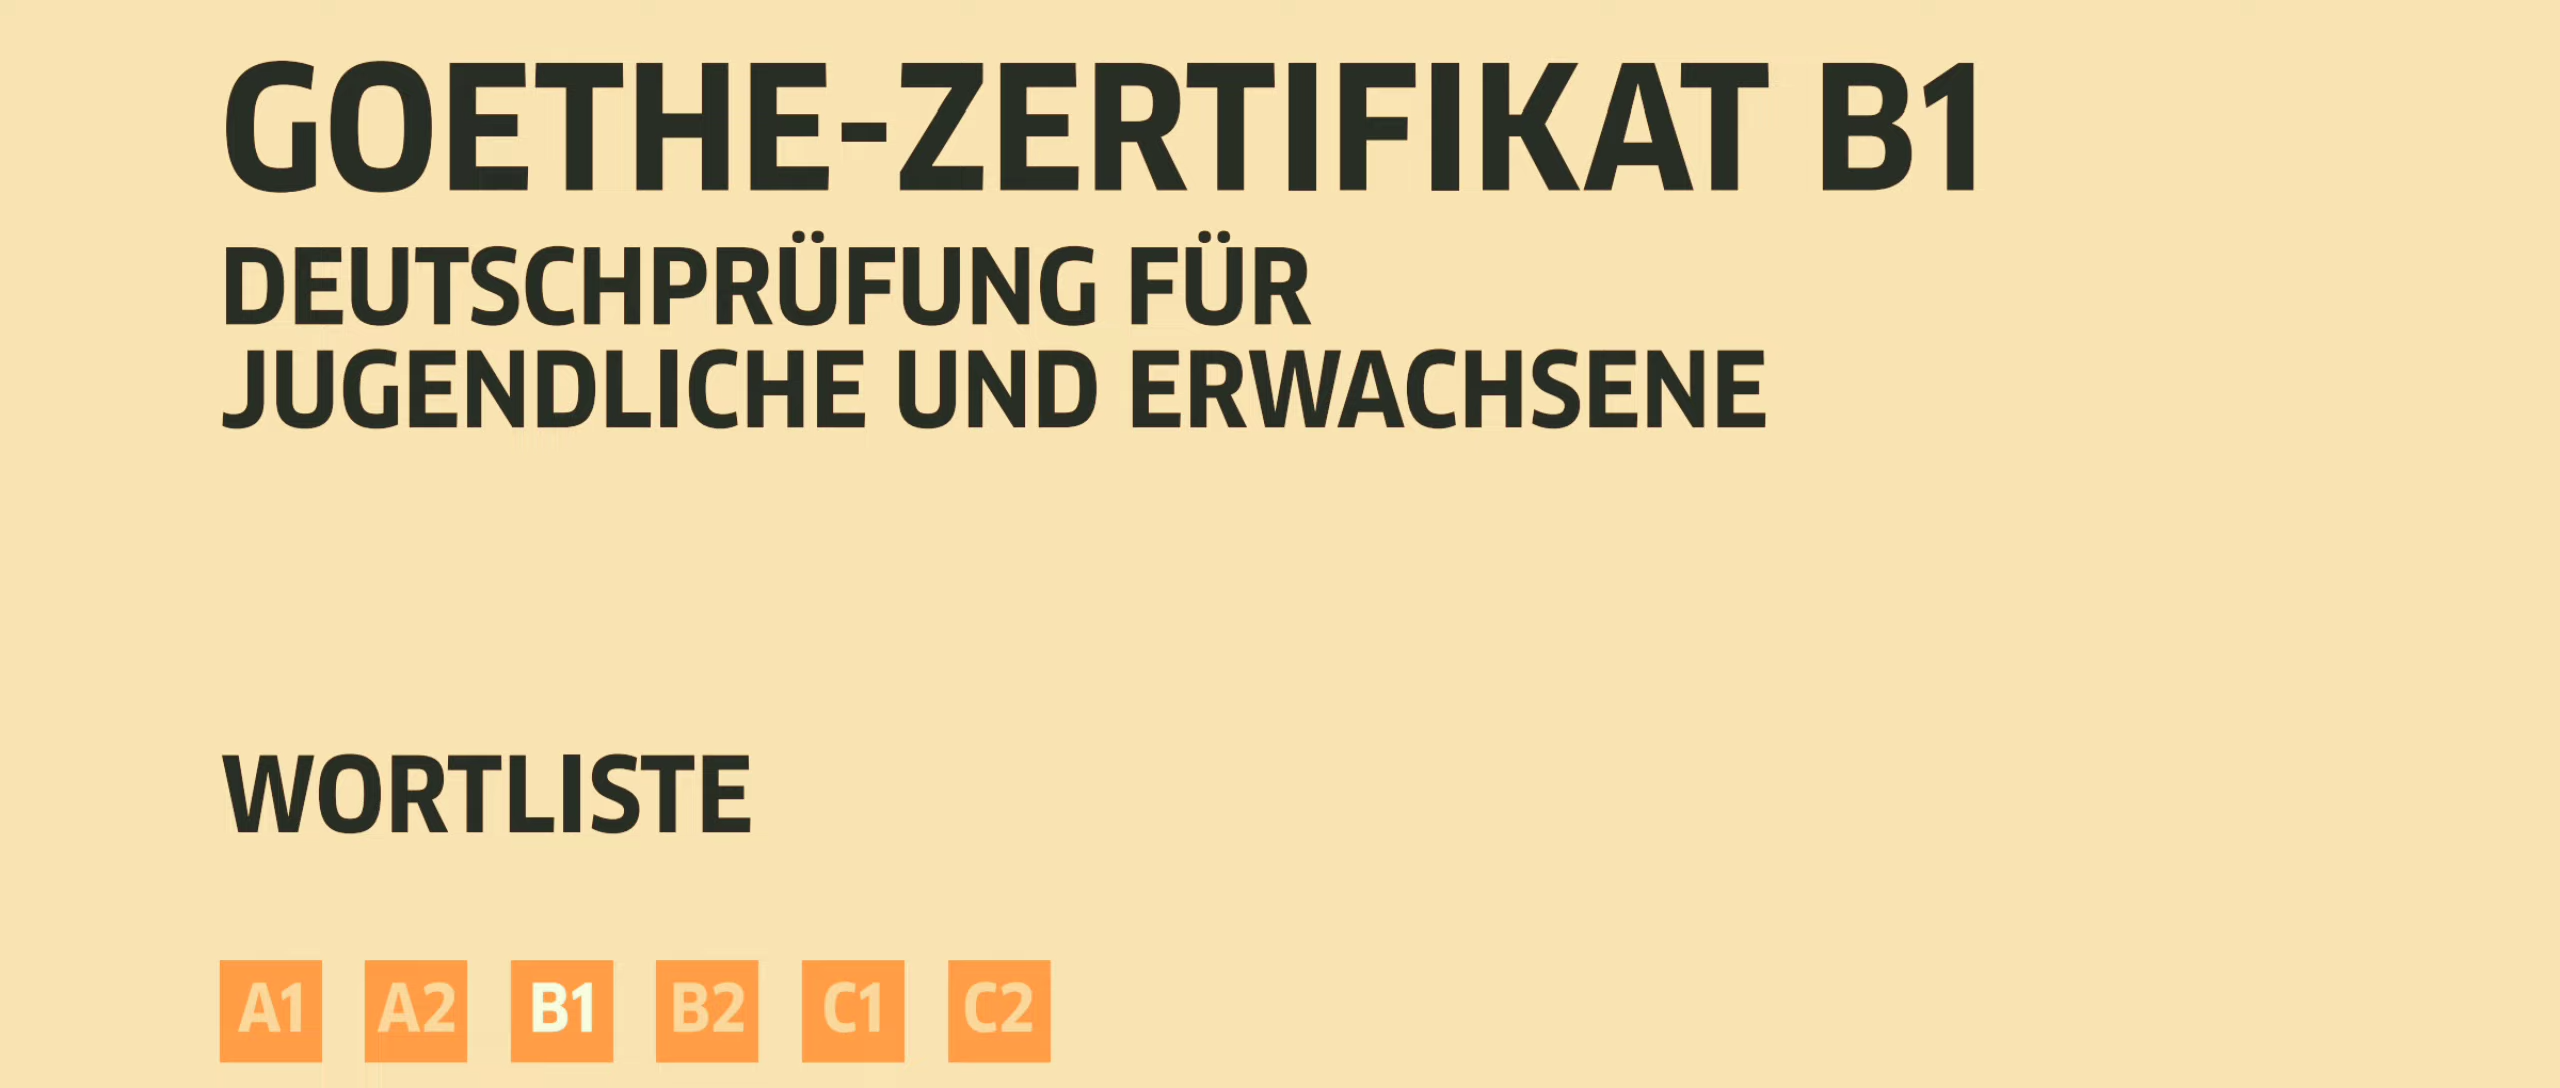 GOETHE-ZERTIFIKAT B1
DEUTSCHPRÜFUNG FÜR
JUGENDLICHE UND ERWACHSENE
WORTLISTE
A1 A2 B1 B2 C1 C2